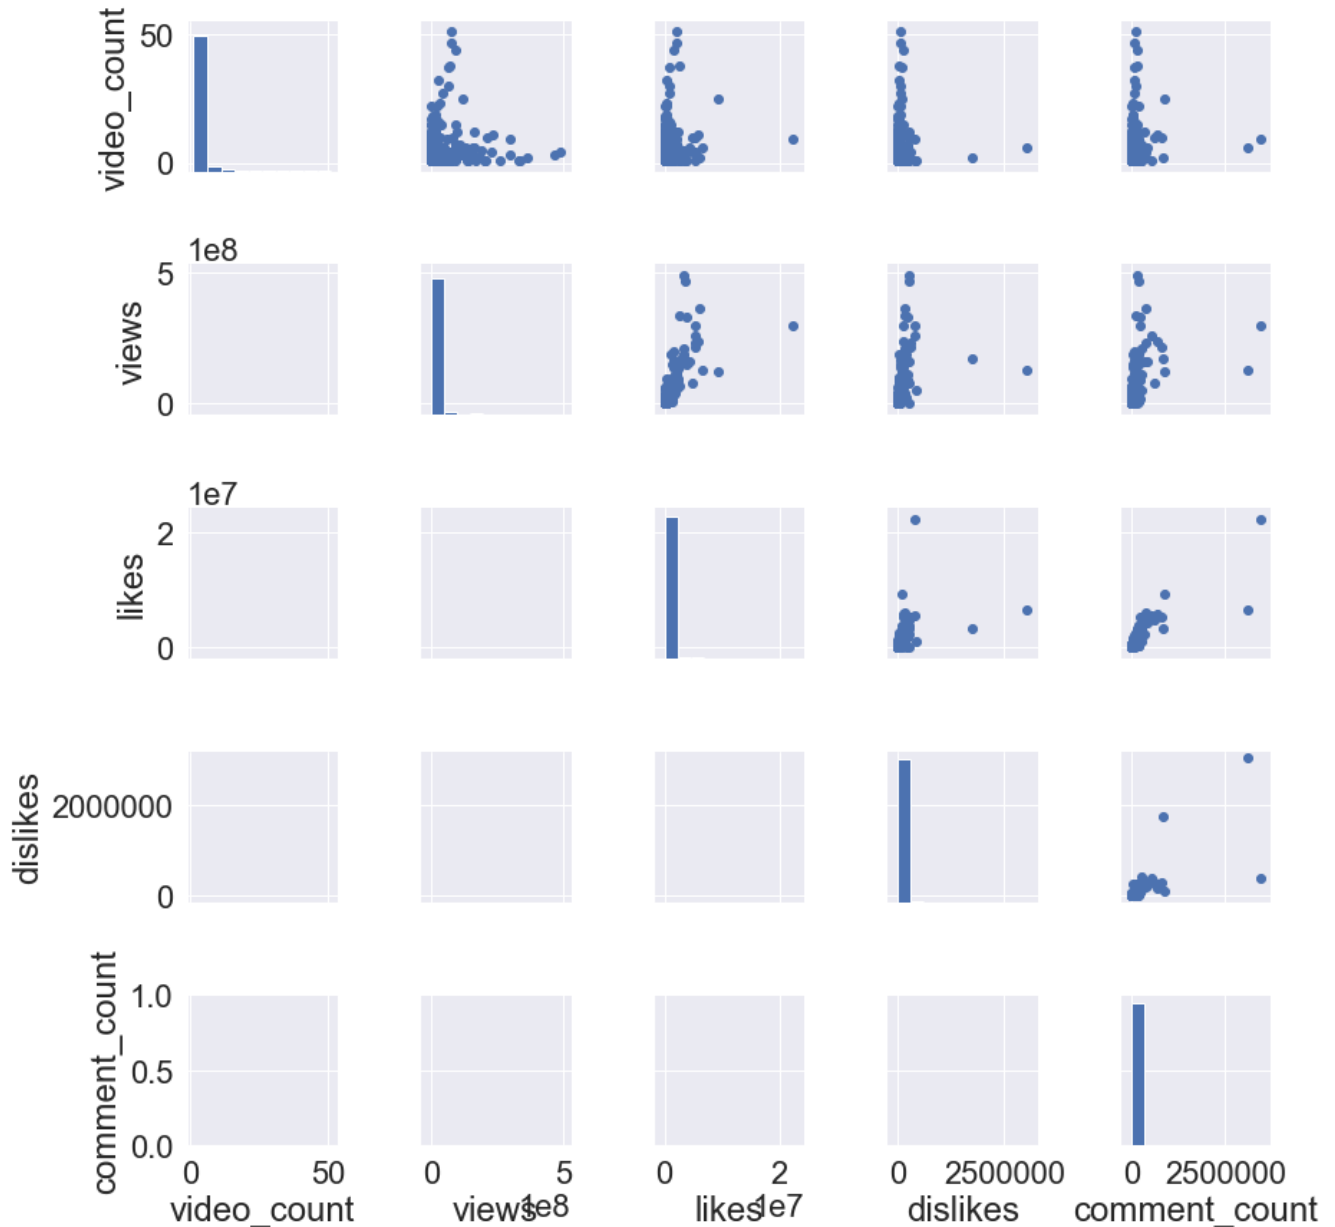 video_count
50
0
1e8
views
5
0
1e7
likes
2
0
dislikes
2000000
0
comment_count
1.0
0.5
0.0
0 50 0 5 0 2 0 2500000 0 2500000
video_count views 1e8 likes 1e7 dislikes comment_count